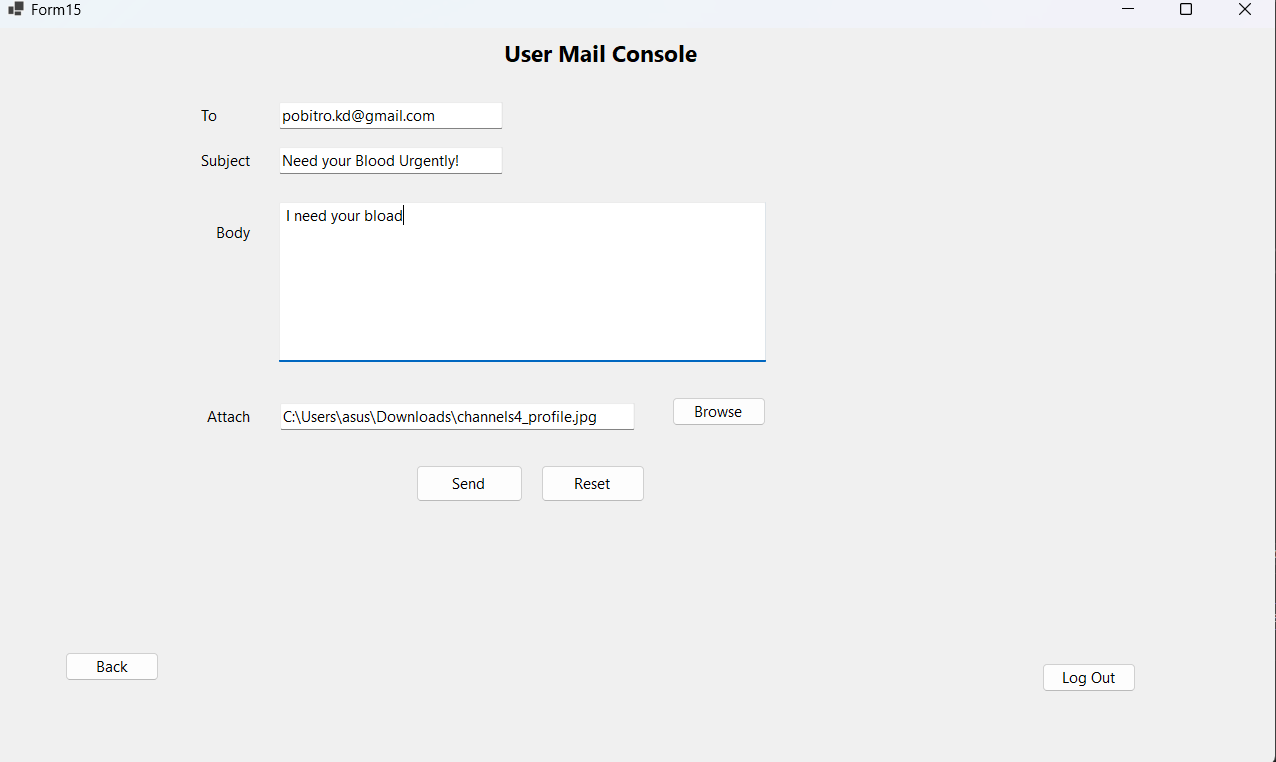 Form15
User Mail Console
To pobitro.kd@gmail.com
Subject Need your Blood Urgently!
I need your bload
Body
Attach C:\Users\asus\Downloads\channels4_profile.jpg Browse
Send Reset
Back
Log Out